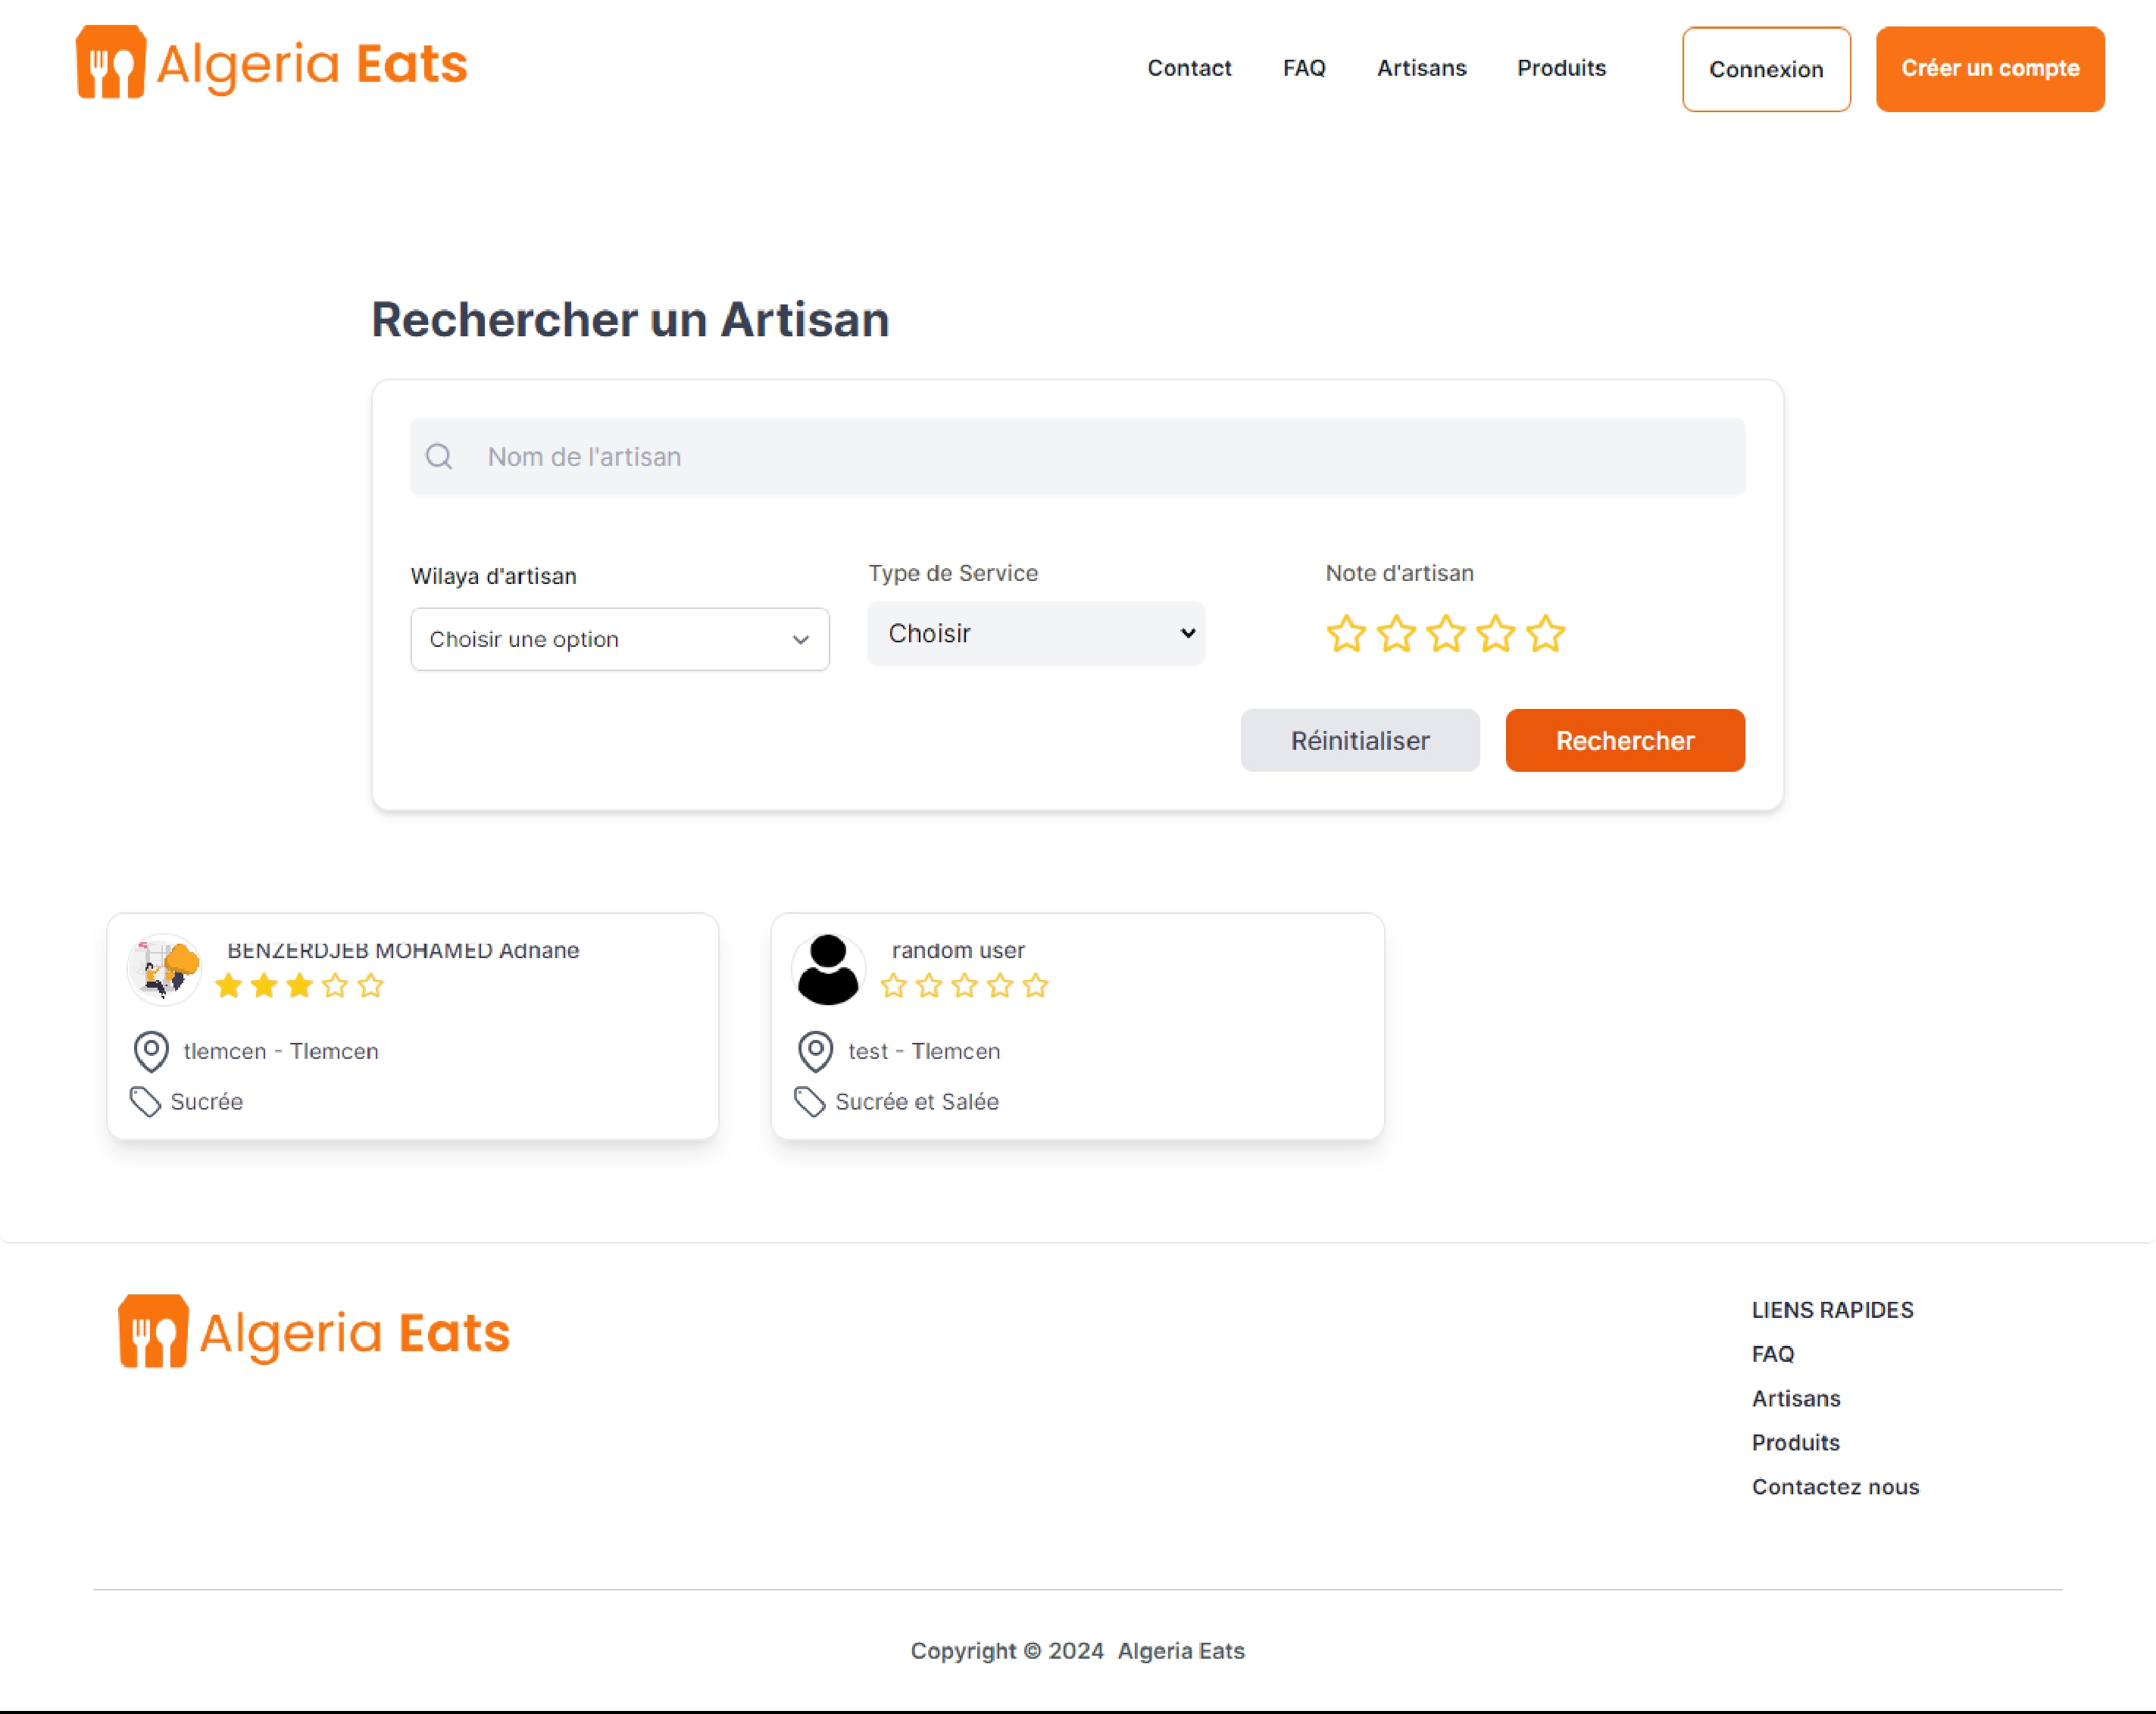 Algeria Eats
Contact FAQ Artisans Produits Connexion Créer un compte
Rechercher un Artisan
Nom de l'artisan
Wilaya d'artisan Type de Service Note d'artisan
Choisir une option Choisir
Réinitialiser Rechercher
BENZERDJEB MOHAMED Adnane
tlemcen - Tlemcen
Sucrée
random user
test - Tlemcen
Sucrée et Salée
Algeria Eats
LIENS RAPIDES
FAQ
Artisans
Produits
Contactez nous
Copyright © 2024 Algeria Eats